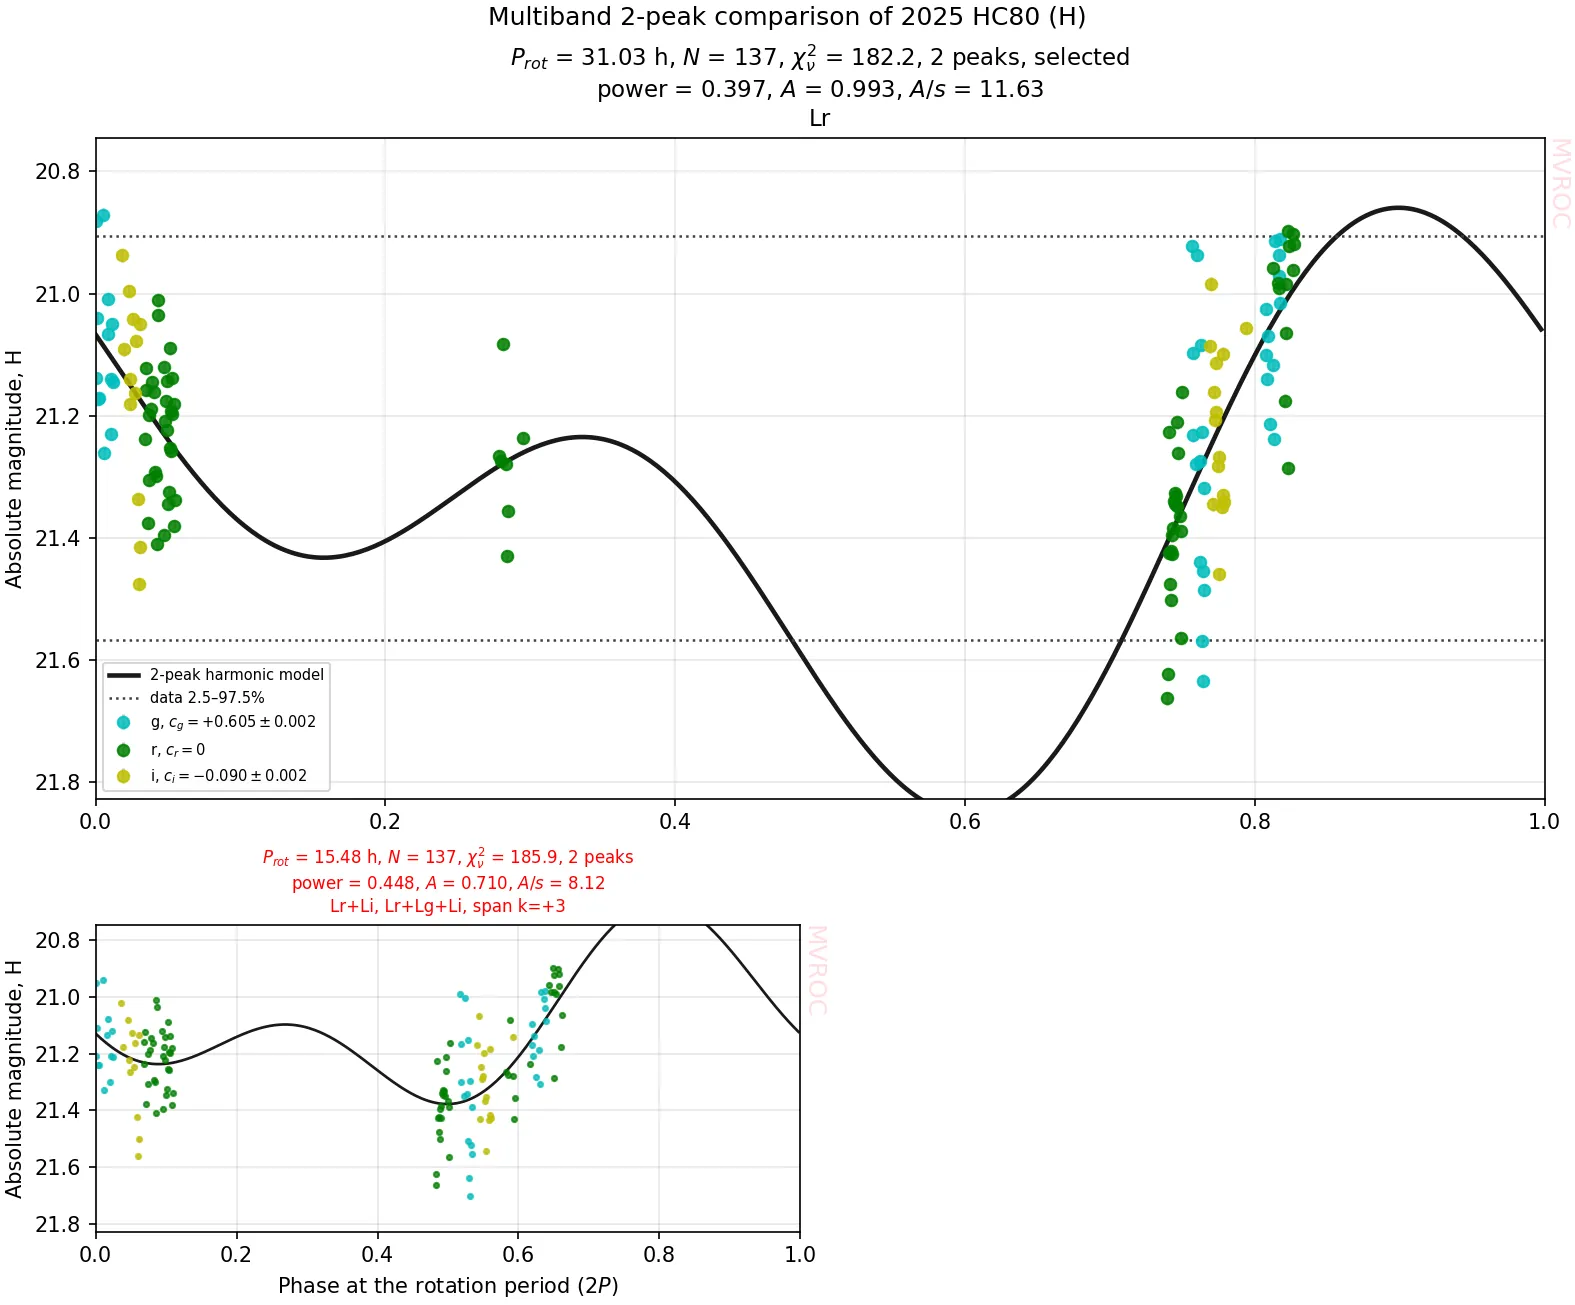 Multiband 2-peak comparison of 2025 HC80 (H)
P_rot = 31.03 h, N = 137, χ²_ν = 182.2, 2 peaks, selected
power = 0.397, A = 0.993, A/s = 11.63
Lr
MVROC
20.8
21.0
21.2
21.4
21.6
21.8
Absolute magnitude, H
2-peak harmonic model
data 2.5–97.5%
g, c_g = +0.605 ± 0.002
r, c_r = 0
i, c_i = −0.090 ± 0.002
0.0 0.2 0.4 0.6 0.8 1.0
P_rot = 15.48 h, N = 137, χ²_ν = 185.9, 2 peaks
power = 0.448, A = 0.710, A/s = 8.12
Lr+Li, Lr+Lg+Li, span k=+3
MVROC
20.8
21.0
21.2
21.4
21.6
21.8
Absolute magnitude, H
0.0 0.2 0.4 0.6 0.8 1.0
Phase at the rotation period (2P)